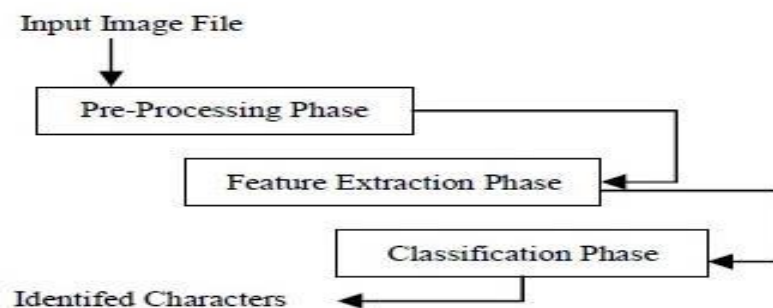 Input Image File
Pre-Processing Phase
Feature Extraction Phase
Classification Phase
Identifed Characters